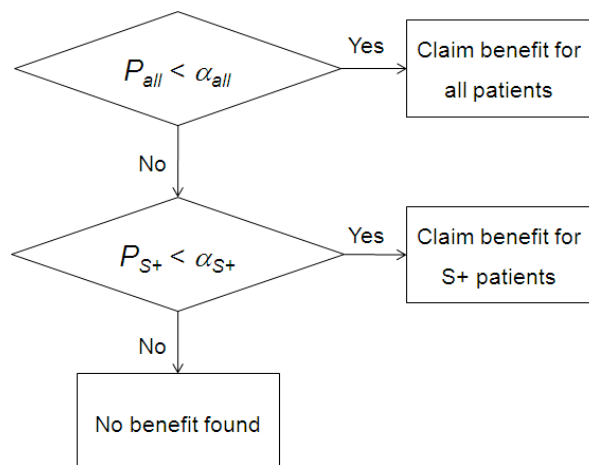 Yes
P_all < α_all
Claim benefit for
all patients
No
Yes
P_S+ < α_S+
Claim benefit for
S+ patients
No
No benefit found